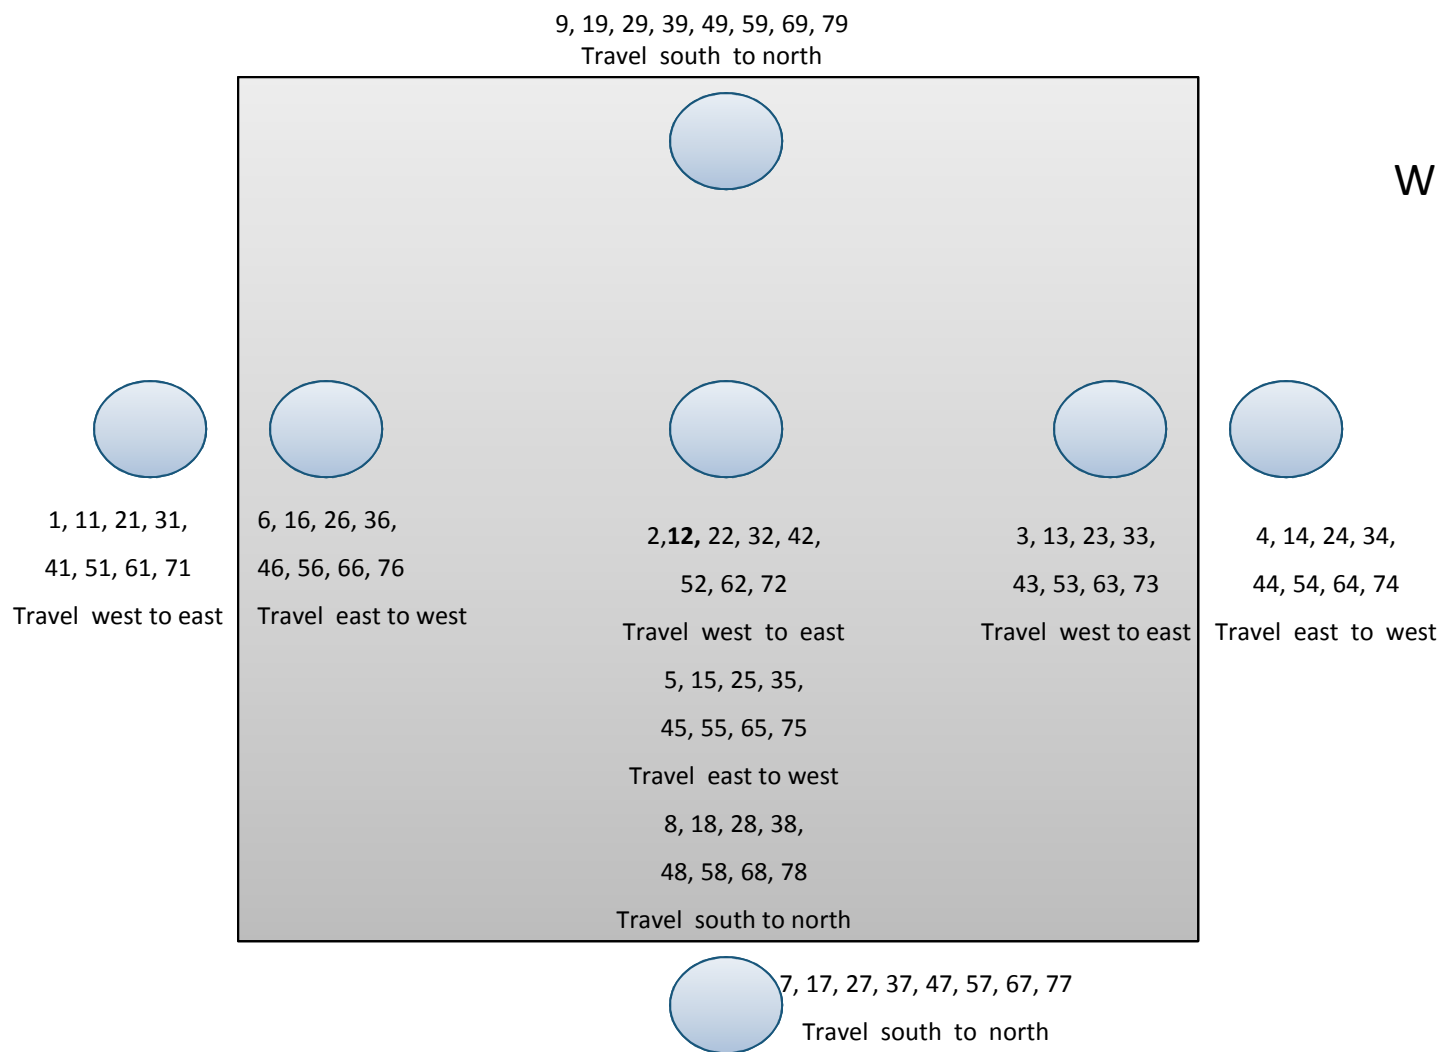 9, 19, 29, 39, 49, 59, 69, 79
Travel south to north
W
1, 11, 21, 31,
41, 51, 61, 71
Travel west to east
6, 16, 26, 36,
46, 56, 66, 76
Travel east to west
2,12, 22, 32, 42,
52, 62, 72
Travel west to east
5, 15, 25, 35,
45, 55, 65, 75
Travel east to west
8, 18, 28, 38,
48, 58, 68, 78
Travel south to north
3, 13, 23, 33,
43, 53, 63, 73
Travel west to east
4, 14, 24, 34,
44, 54, 64, 74
Travel east to west
7, 17, 27, 37, 47, 57, 67, 77
Travel south to north